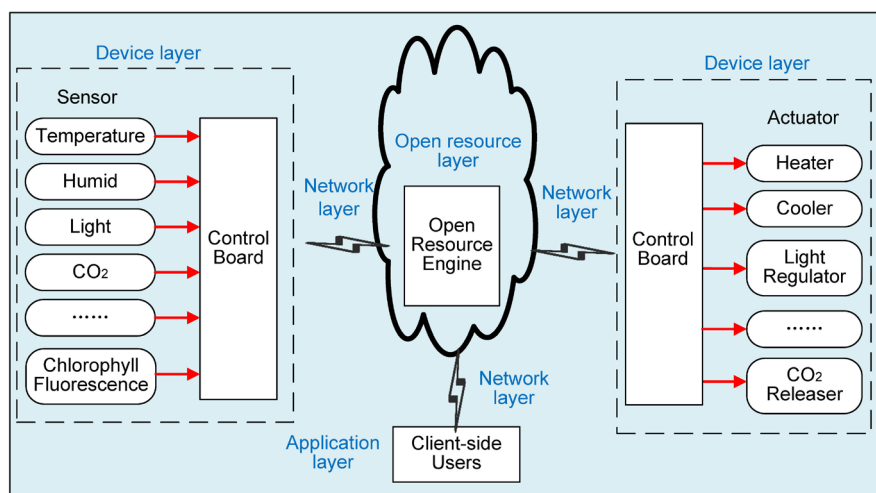 Device layer
Sensor
Temperature
Humid
Light
CO₂
······
Chlorophyll
Fluorescence
Control
Board
Network
layer
Open resource
layer
Open
Resource
Engine
Network
layer
Network
layer
Application
layer
Client-side
Users
Device layer
Actuator
Control
Board
Heater
Cooler
Light
Regulator
······
CO₂
Releaser